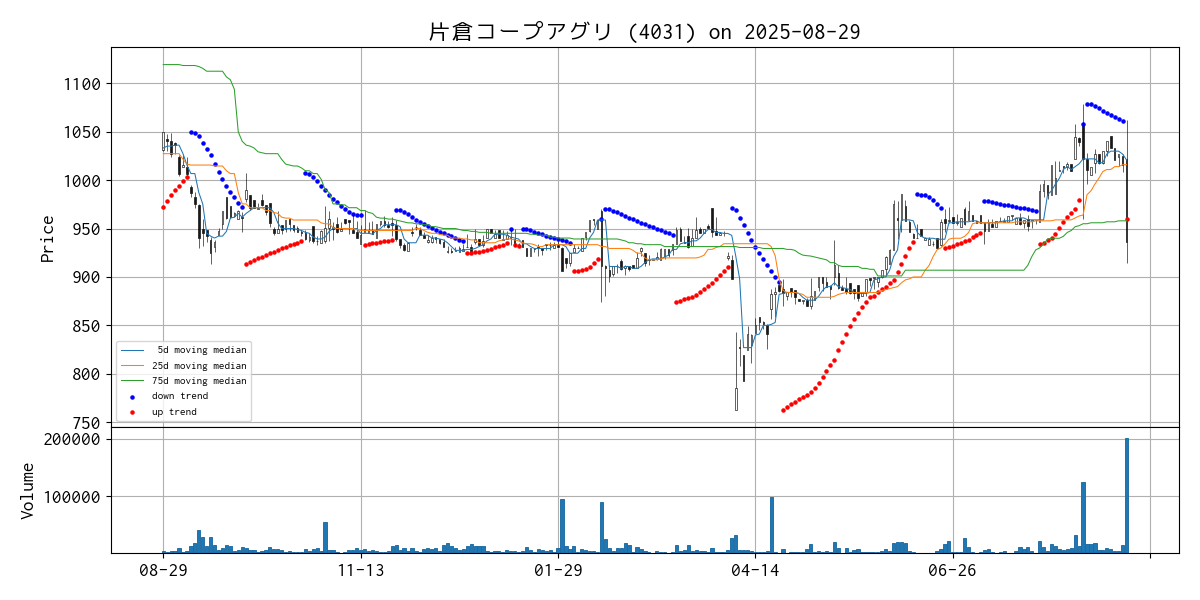 片倉コープアグリ (4031) on 2025-08-29
Price
1100
1050
1000
950
900
850
800
750
5d moving median
25d moving median
75d moving median
down trend
up trend
Volume
200000
100000
08-29
11-13
01-29
04-14
06-26